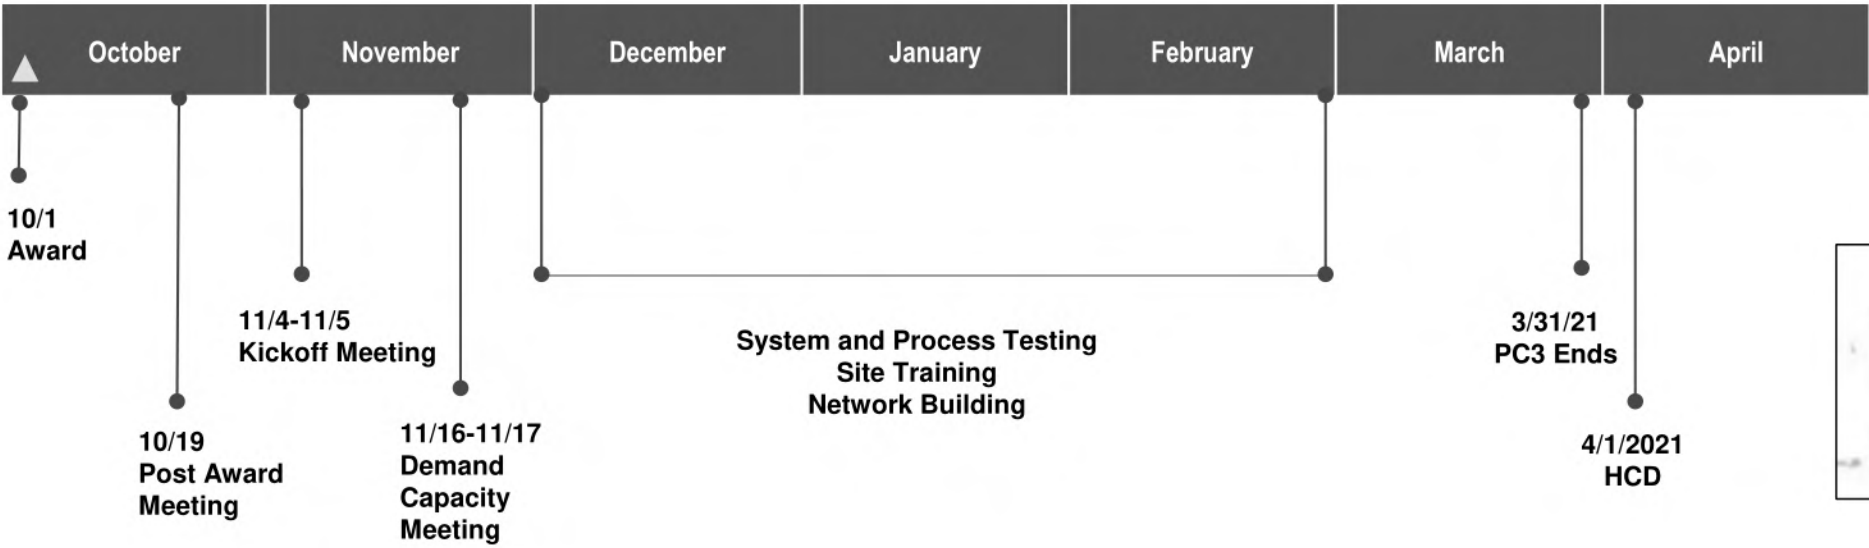 October
November
December
January
February
March
April
10/1
Award
10/19
Post Award
Meeting
11/4-11/5
Kickoff Meeting
11/16-11/17
Demand
Capacity
Meeting
System and Process Testing
Site Training
Network Building
3/31/21
PC3 Ends
4/1/2021
HCD